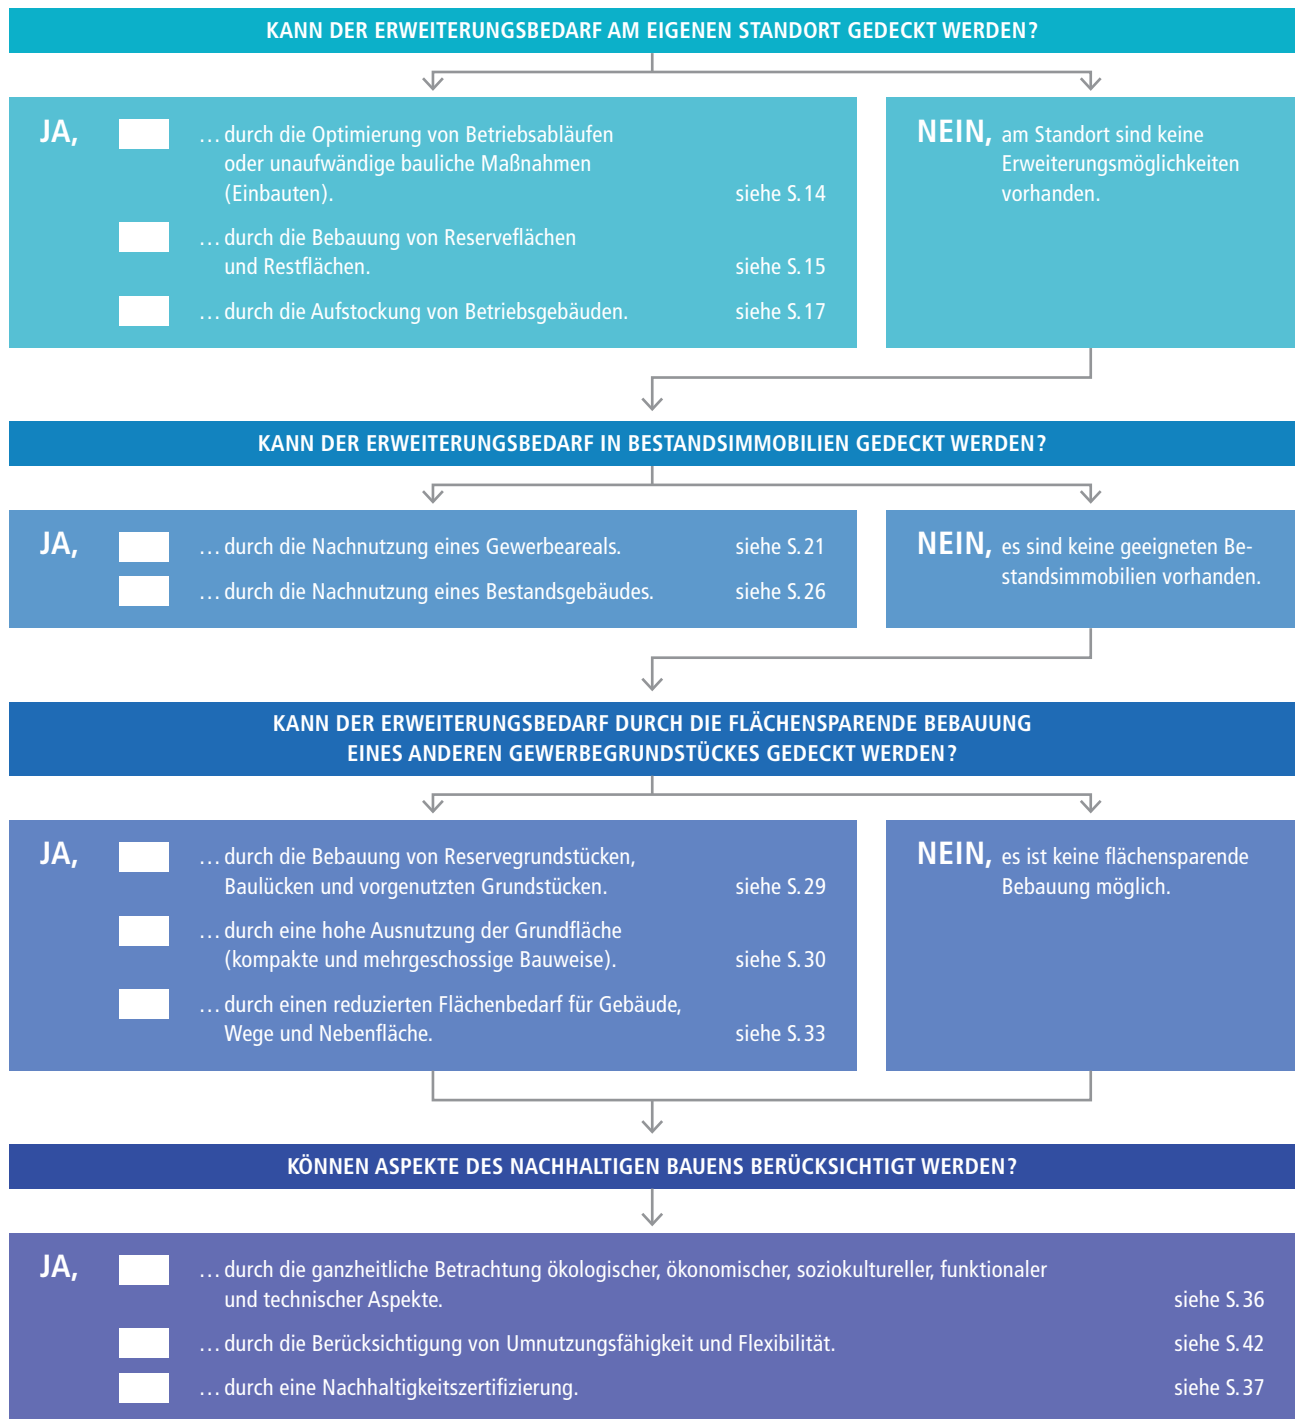 KANN DER ERWEITERUNGSBEDARF AM EIGENEN STANDORT GEDECKT WERDEN?
JA,
... durch die Optimierung von Betriebsabläufen
oder unaufwändige bauliche Maßnahmen
(Einbauten). siehe S. 14
... durch die Bebauung von Reserveflächen
und Restflächen. siehe S. 15
... durch die Aufstockung von Betriebsgebäuden. siehe S. 17
NEIN, am Standort sind keine
Erweiterungsmöglichkeiten
vorhanden.
KANN DER ERWEITERUNGSBEDARF IN BESTANDSIMMOBILIEN GEDECKT WERDEN?
JA,
... durch die Nachnutzung eines Gewerbeareals. siehe S. 21
... durch die Nachnutzung eines Bestandsgebäudes. siehe S. 26
NEIN, es sind keine geeigneten Be-
standsimmobilien vorhanden.
KANN DER ERWEITERUNGSBEDARF DURCH DIE FLÄCHENSPARENDE BEBAUUNG
EINES ANDEREN GEWERBEGRUNDSTÜCKES GEDECKT WERDEN?
JA,
... durch die Bebauung von Reservegrundstücken,
Baulücken und vorgenutzten Grundstücken. siehe S. 29
... durch eine hohe Ausnutzung der Grundfläche
(kompakte und mehrgeschossige Bauweise). siehe S. 30
... durch einen reduzierten Flächenbedarf für Gebäude,
Wege und Nebenfläche. siehe S. 33
NEIN, es ist keine flächensparende
Bebauung möglich.
KÖNNEN ASPEKTE DES NACHHALTIGEN BAUENS BERÜCKSICHTIGT WERDEN?
JA,
... durch die ganzheitliche Betrachtung ökologischer, ökonomischer, soziokultureller, funktionaler
und technischer Aspekte. siehe S. 36
... durch die Berücksichtigung von Umnutzungsfähigkeit und Flexibilität. siehe S. 42
... durch eine Nachhaltigkeitszertifizierung. siehe S. 37